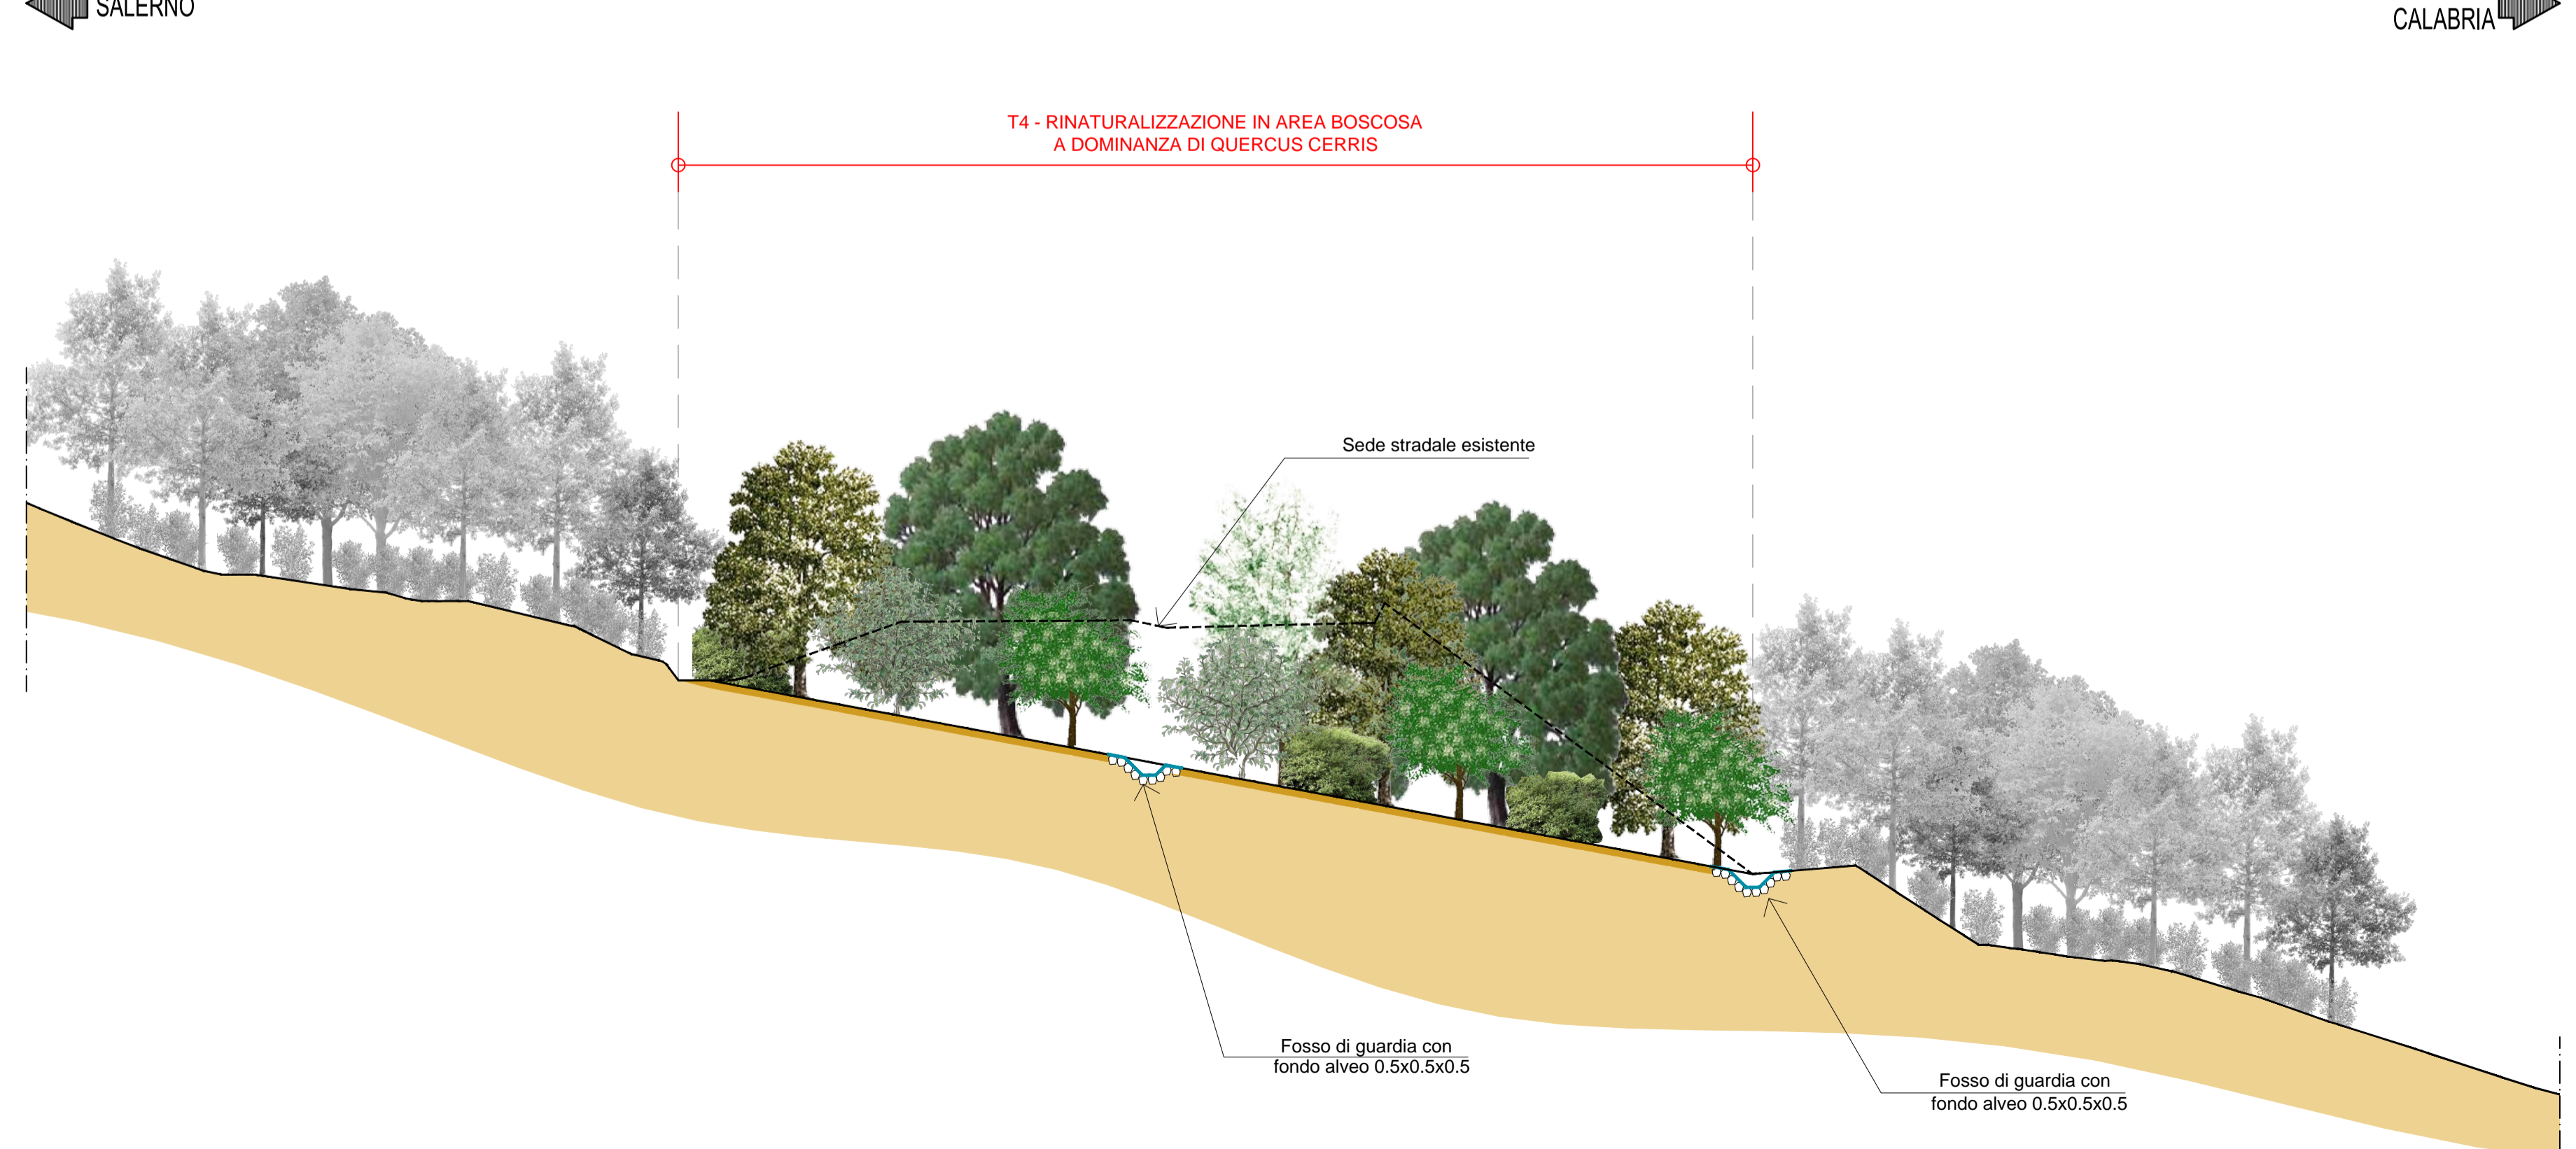 SALERNO
CALABRIA
T4 - RINATURALIZZAZIONE IN AREA BOSCOSA
A DOMINANZA DI QUERCUS CERRIS
Sede stradale esistente
Fosso di guardia con
fondo alveo 0.5x0.5x0.5
Fosso di guardia con
fondo alveo 0.5x0.5x0.5